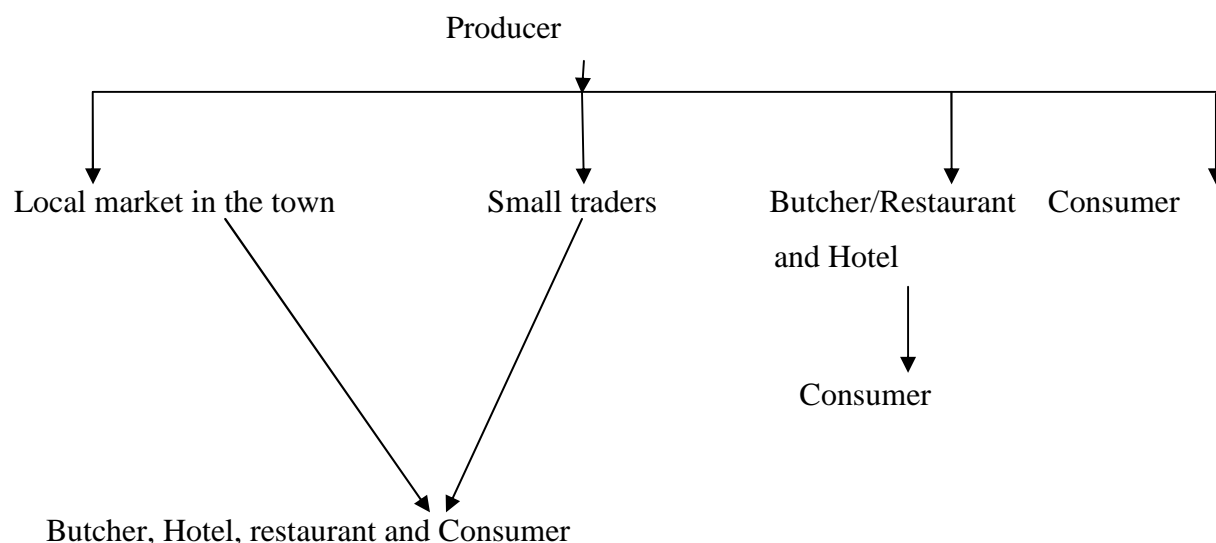 Producer
Local market in the town
Small traders
Butcher/Restaurant
and Hotel
Consumer
Consumer
Butcher, Hotel, restaurant and Consumer